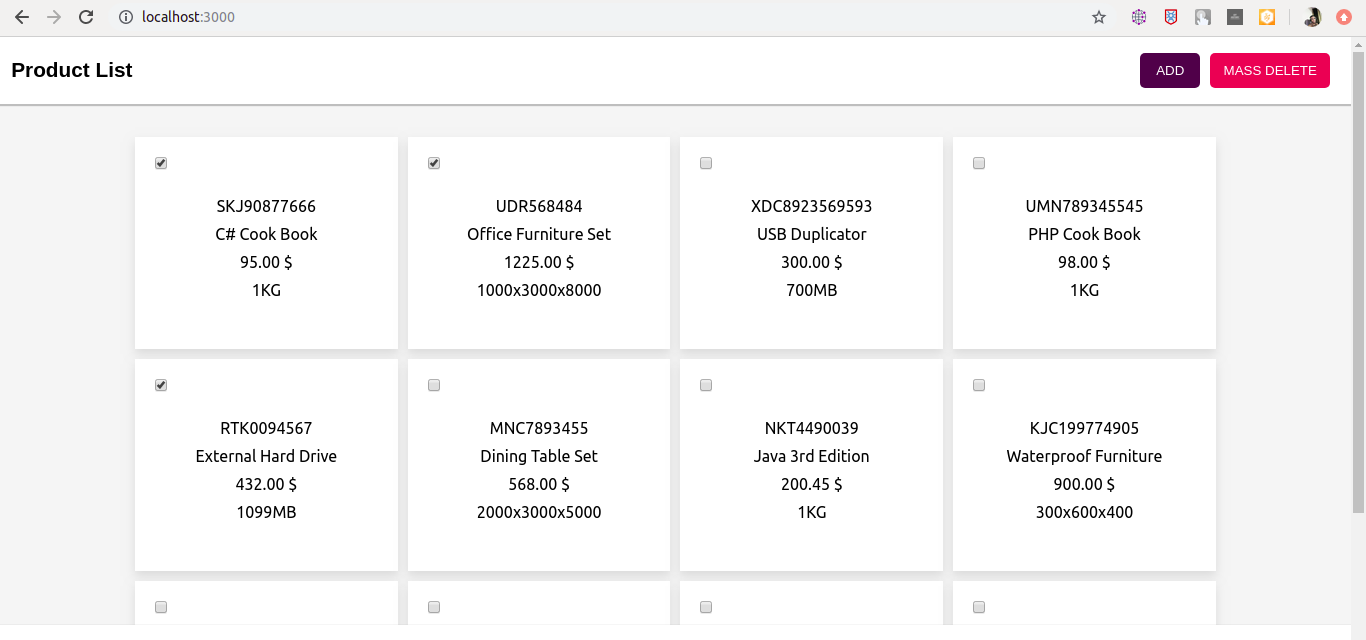 localhost:3000
Product List
ADD
MASS DELETE
SKJ90877666
C# Cook Book
95.00 $
1KG
UDR568484
Office Furniture Set
1225.00 $
1000x3000x8000
XDC8923569593
USB Duplicator
300.00 $
700MB
UMN789345545
PHP Cook Book
98.00 $
1KG
RTK0094567
External Hard Drive
432.00 $
1099MB
MNC7893455
Dining Table Set
568.00 $
2000x3000x5000
NKT4490039
Java 3rd Edition
200.45 $
1KG
KJC199774905
Waterproof Furniture
900.00 $
300x600x400